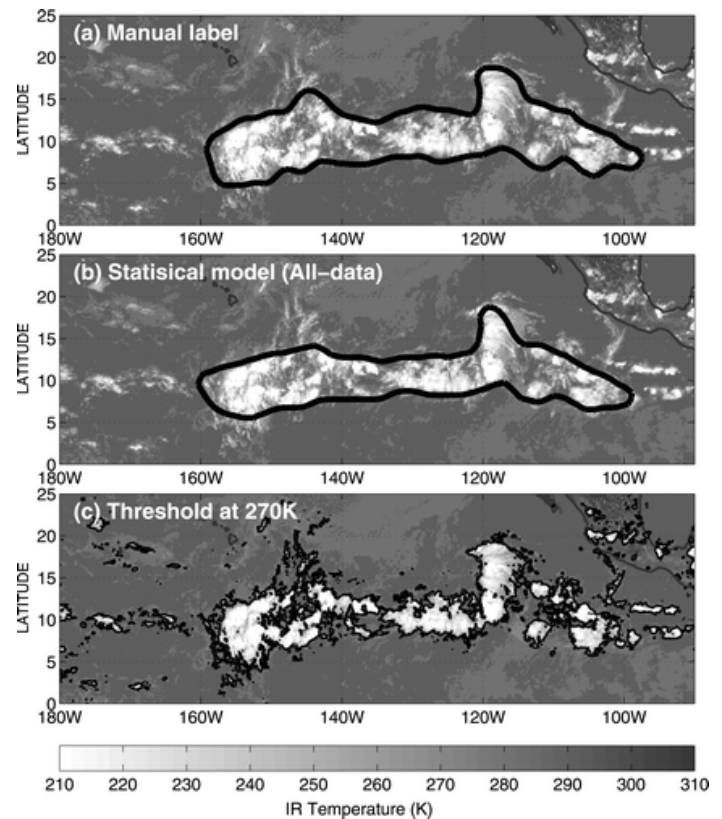 25
(a) Manual label
20
15
10
5
0
LATITUDE
180W 160W 140W 120W 100W
25
(b) Statisical model (All-data)
20
15
10
5
0
LATITUDE
180W 160W 140W 120W 100W
25
(c) Threshold at 270K
20
15
10
5
0
LATITUDE
180W 160W 140W 120W 100W
210 220 230 240 250 260 270 280 290 300 310
IR Temperature (K)